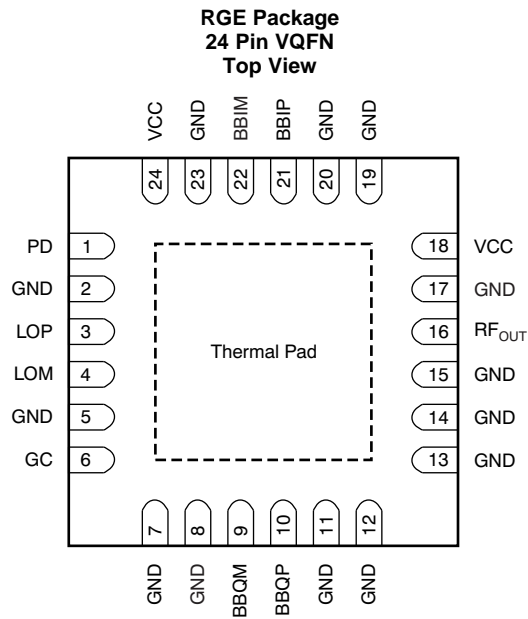 RGE Package
24 Pin VQFN
Top View
VCC GND BBIM BBIP GND GND
24 23 22 21 20 19
PD 1 18 VCC
GND 2 17 GND
LOP 3 16 RFOUT
Thermal Pad
LOM 4 15 GND
GND 5 14 GND
GC 6 13 GND
7 8 9 10 11 12
GND GND BBQM BBQP GND GND